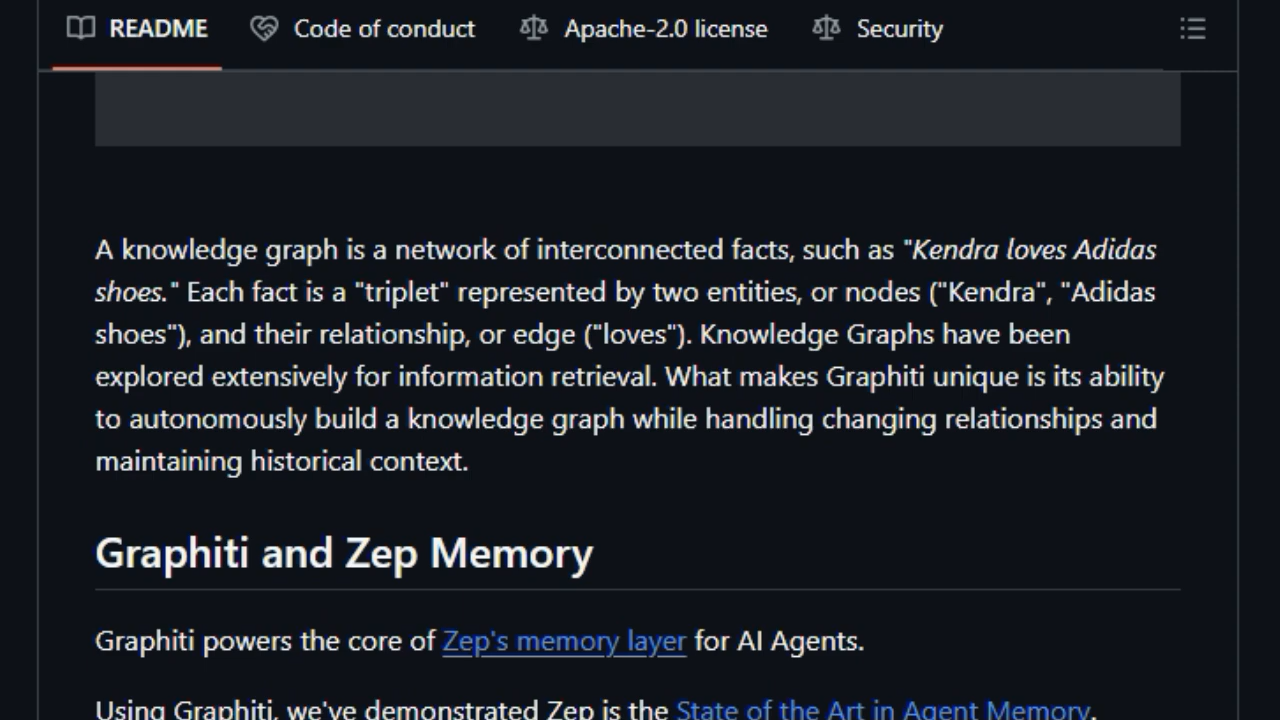 README Code of conduct Apache-2.0 license Security
A knowledge graph is a network of interconnected facts, such as "Kendra loves Adidas
shoes." Each fact is a "triplet" represented by two entities, or nodes ("Kendra", "Adidas
shoes"), and their relationship, or edge ("loves"). Knowledge Graphs have been
explored extensively for information retrieval. What makes Graphiti unique is its ability
to autonomously build a knowledge graph while handling changing relationships and
maintaining historical context.
Graphiti and Zep Memory
Graphiti powers the core of Zep's memory layer for AI Agents.
Using Graphiti, we've demonstrated Zep is the State of the Art in Agent Memory.